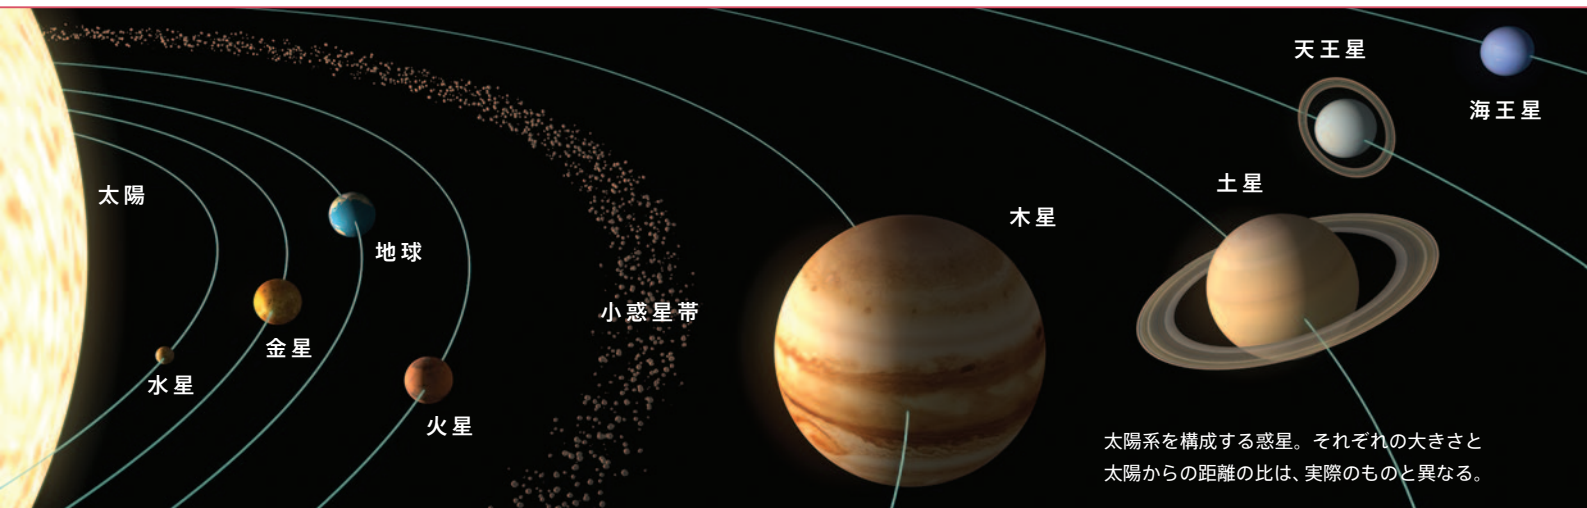 太陽
水星
金星
地球
火星
小惑星帯
木星
土星
天王星
海王星
太陽系を構成する惑星。それぞれの大きさと
太陽からの距離の比は、実際のものと異なる。